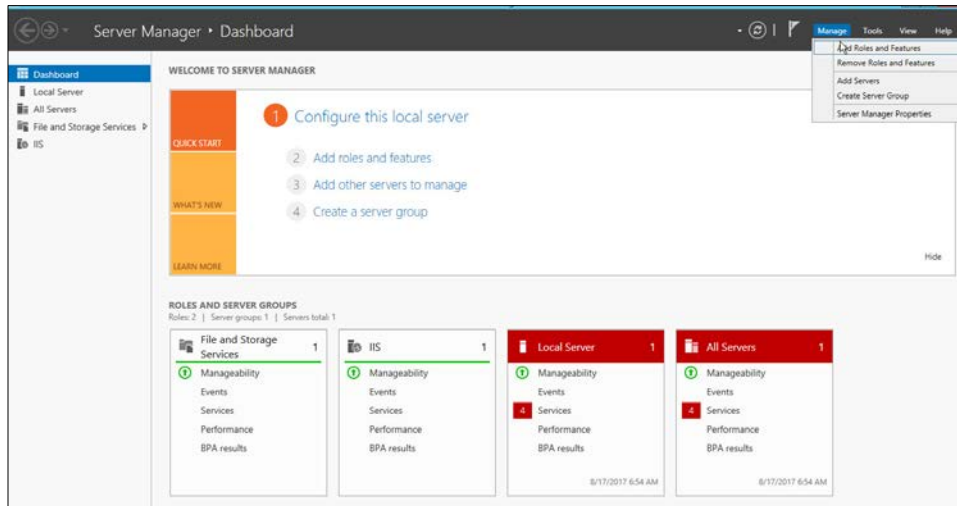 Server Manager • Dashboard
Manage Tools View Help
Add Roles and Features
Remove Roles and Features
Add Servers
Create Server Group
Server Manager Properties
Dashboard
Local Server
All Servers
File and Storage Services
IIS
WELCOME TO SERVER MANAGER
QUICK START
WHAT'S NEW
LEARN MORE
1 Configure this local server
2 Add roles and features
3 Add other servers to manage
4 Create a server group
Hide
ROLES AND SERVER GROUPS
Roles: 2 | Server groups: 1 | Servers total: 1
File and Storage
Services 1
Manageability
Events
Services
Performance
BPA results
IIS 1
Manageability
Events
Services
Performance
BPA results
Local Server 1
Manageability
Events
4 Services
Performance
BPA results
8/17/2017 6:54 AM
All Servers 1
Manageability
Events
4 Services
Performance
BPA results
8/17/2017 6:54 AM